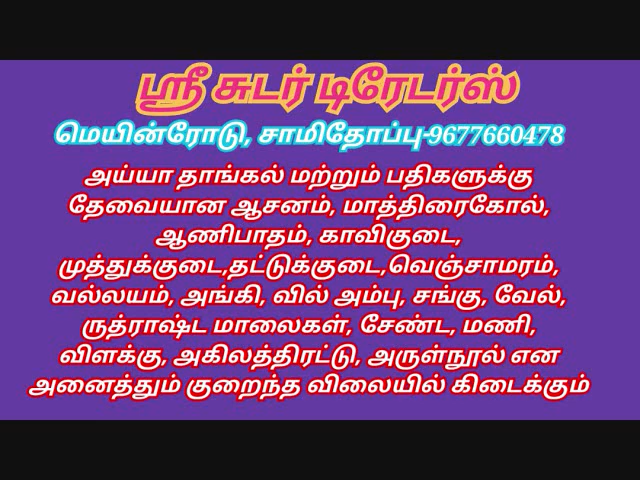 ஸ்ரீ சுடர் டிரேடர்ஸ்
மெயின்ரோடு, சாமிதோப்பு-9677660478
அய்யா தாங்கல் மற்றும் பதிகளுக்கு
தேவையான ஆசனம், மாத்திரைகோல்,
ஆணிபாதம், காவிகுடை,
முத்துக்குடை,தட்டுக்குடை,வெஞ்சாமரம்,
வல்லயம், அங்கி, வில் அம்பு, சங்கு, வேல்,
ருத்ராஷ்ட மாலைகள், சேண்ட, மணி,
விளக்கு, அகிலத்திரட்டு, அருள்நூல் என
அனைத்தும் குறைந்த விலையில் கிடைக்கும்